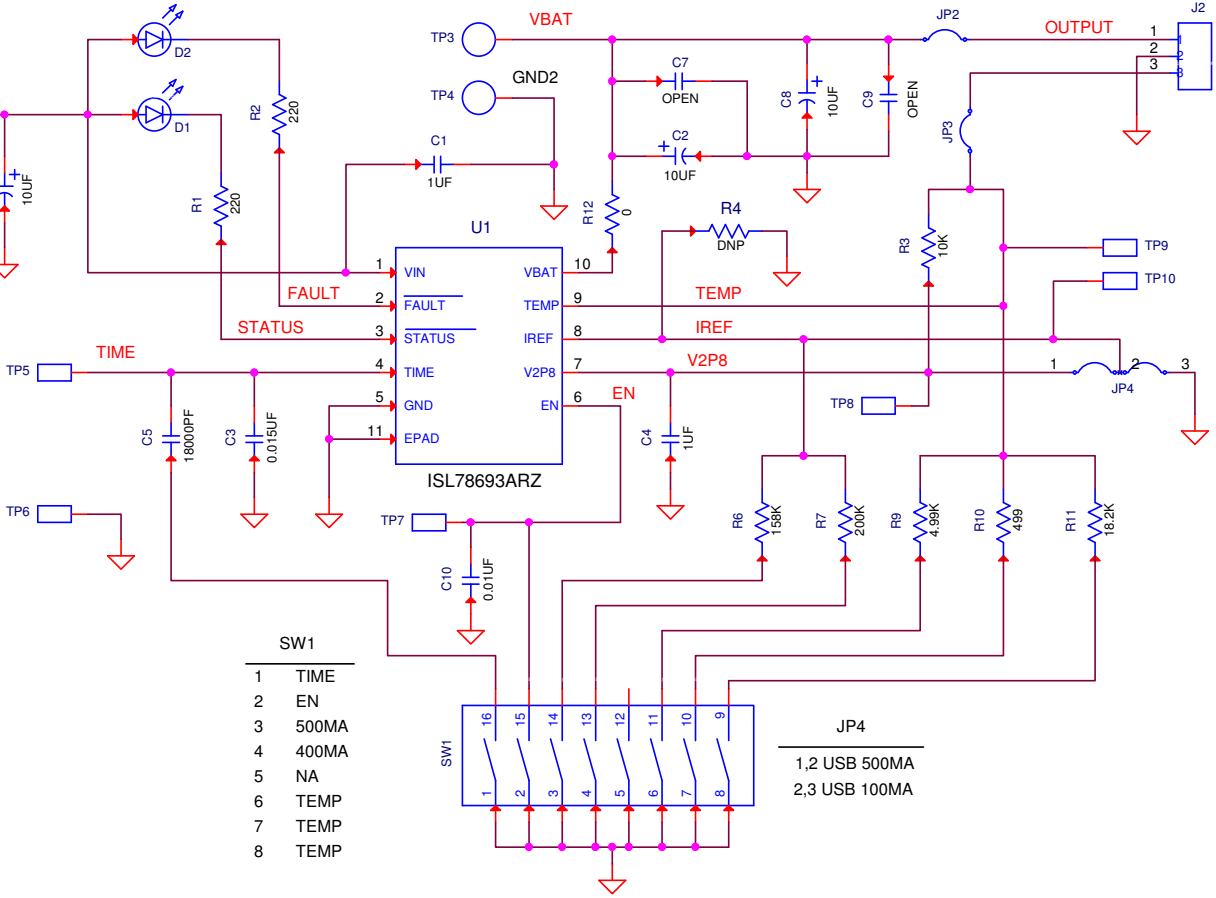 D2
D1
R2
220
R1
220
10UF
TP3
VBAT
TP4
GND2
C1
1UF
C7
OPEN
C2
10UF
C8
10UF
C9
OPEN
JP2
OUTPUT
J2
1
2
3
1
2
3
JP3
R12
0
R4
DNP
R3
10K
TP9
TP10
U1
1
2
3
4
5
11
VIN
FAULT
STATUS
TIME
GND
EPAD
VBAT
TEMP
IREF
V2P8
EN
10
9
8
7
6
ISL78693ARZ
FAULT
STATUS
TIME
TP5
C5
18000PF
C3
0.015UF
TP6
TEMP
IREF
V2P8
EN
C4
1UF
TP8
1
2
3
JP4
TP7
C10
0.01UF
R6
158K
R7
200K
R9
4.99K
R10
499
R11
18.2K
SW1
1 TIME
2 EN
3 500MA
4 400MA
5 NA
6 TEMP
7 TEMP
8 TEMP
SW1
16 15 14 13 12 11 10 9
1 2 3 4 5 6 7 8
JP4
1,2 USB 500MA
2,3 USB 100MA